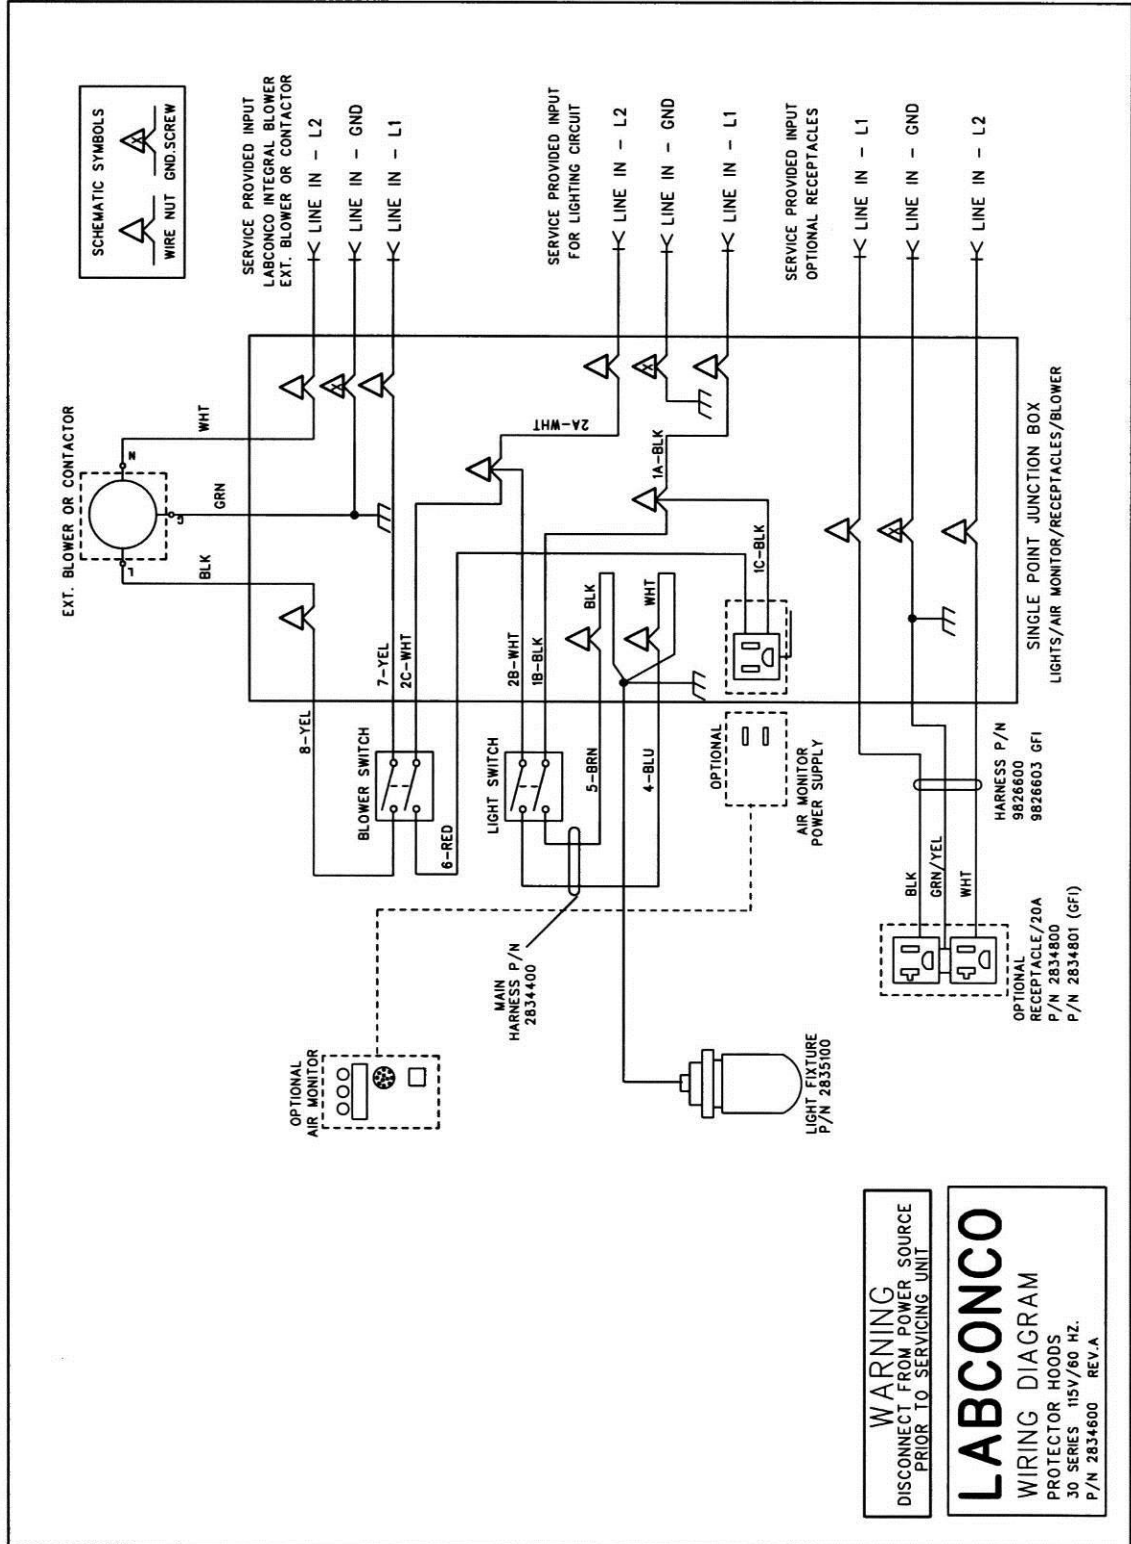 SCHEMATIC SYMBOLS
WIRE NUT
GND.SCREW
X
EXT. BLOWER OR CONTACTOR
L
G
N
BLK
GRN
WHT
SERVICE PROVIDED INPUT
LABCONCO INTEGRAL BLOWER
EXT. BLOWER OR CONTACTOR
LINE IN - L2
LINE IN - GND
LINE IN - L1
X
8-YEL
7-YEL
2C-WHT
BLOWER SWITCH
6-RED
SERVICE PROVIDED INPUT
FOR LIGHTING CIRCUIT
LINE IN - L2
LINE IN - GND
LINE IN - L1
X
2A-WHT
1A-BLK
2B-WHT
1B-BLK
1C-BLK
LIGHT SWITCH
5-BRN
4-BLU
BLK
WHT
OPTIONAL
AIR MONITOR
MAIN
HARNESS P/N
2834400
OPTIONAL
AIR MONITOR
POWER SUPPLY
LIGHT FIXTURE
P/N 2835100
SERVICE PROVIDED INPUT
OPTIONAL RECEPTACLES
LINE IN - L1
LINE IN - GND
LINE IN - L2
X
BLK
GRN/YEL
WHT
HARNESS P/N
9826600
9826603 GFI
OPTIONAL
RECEPTACLE/20A
P/N 2834800
P/N 2834801 (GFI)
SINGLE POINT JUNCTION BOX
LIGHTS/AIR MONITOR/RECEPTACLES/BLOWER
WARNING
DISCONNECT FROM POWER SOURCE
PRIOR TO SERVICING UNIT
LABCONCO
WIRING DIAGRAM
PROTECTOR HOODS
30 SERIES 115V/60 HZ.
P/N 2834600 REV.A